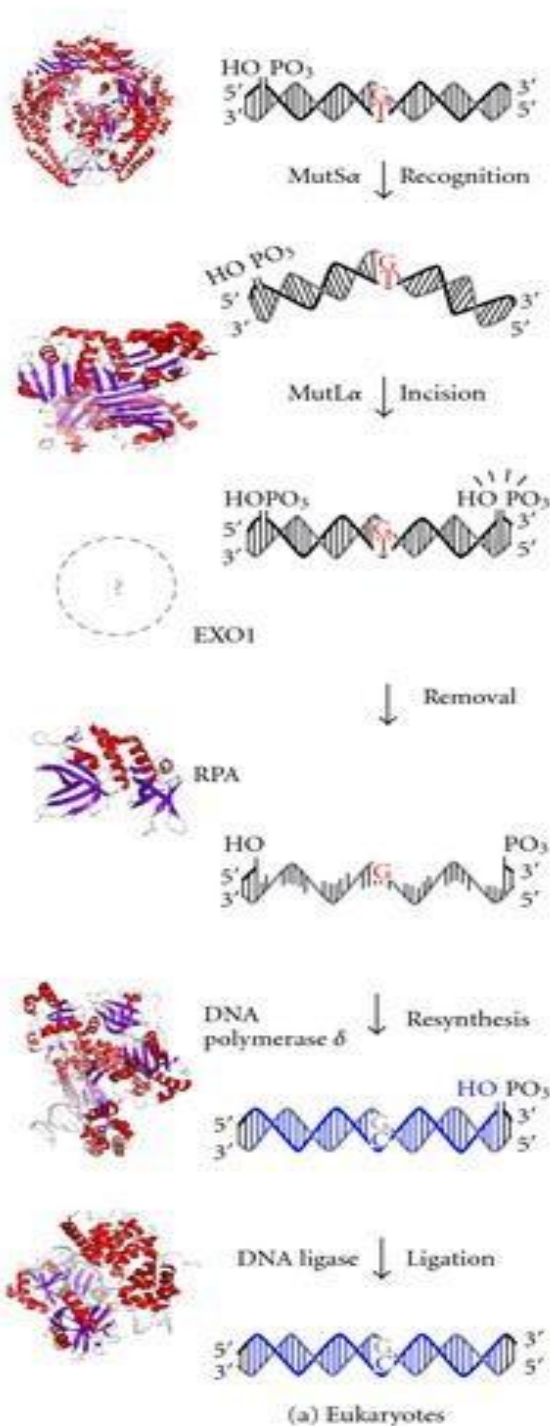 HO PO₃
5′ 3′
3′ 5′
G
T
MutSα Recognition
HO PO₃
G
T
5′ 3′
3′ 5′
MutLα Incision
HOPO₃ HO PO₃
5′ 3′
3′ 5′
G
T
?
EXO1
Removal
RPA
HO PO₃
5′ 3′
3′ 5′
G
DNA
polymerase δ Resynthesis
HO PO₃
5′ 3′
3′ 5′
G
C
DNA ligase Ligation
5′ 3′
3′ 5′
G
C
(a) Eukaryotes